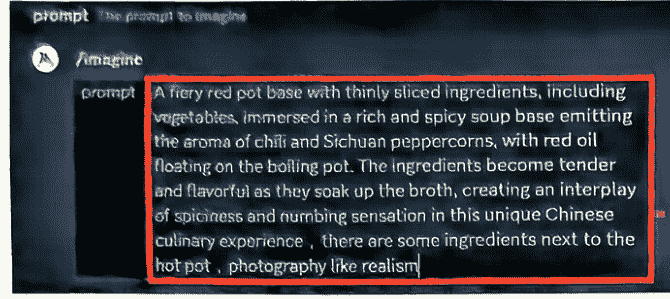 prompt The prompt to imagine
/imagine
prompt A fiery red pot base with thinly sliced ingredients, including
vegetables, immersed in a rich and spicy soup base emitting
the aroma of chili and Sichuan peppercorns, with red oil
floating on the boiling pot. The ingredients become tender
and flavorful as they soak up the broth, creating an interplay
of spiciness and numbing sensation in this unique Chinese
culinary experience , there are some ingredients next to the
hot pot , photography like realism